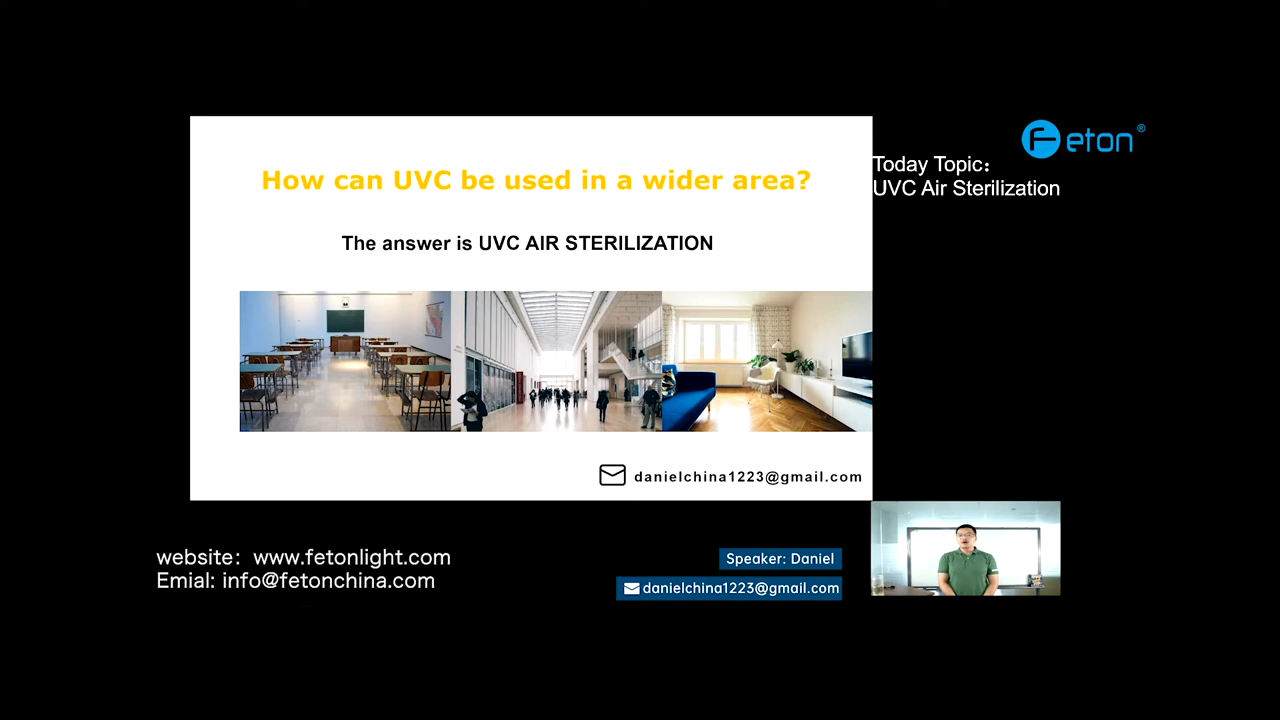 How can UVC be used in a wider area?
The answer is UVC AIR STERILIZATION
danielchina1223@gmail.com
Feton®
Today Topic：
UVC Air Sterilization
website：www.fetonlight.com
Emial: info@fetonchina.com
Speaker: Daniel
danielchina1223@gmail.com